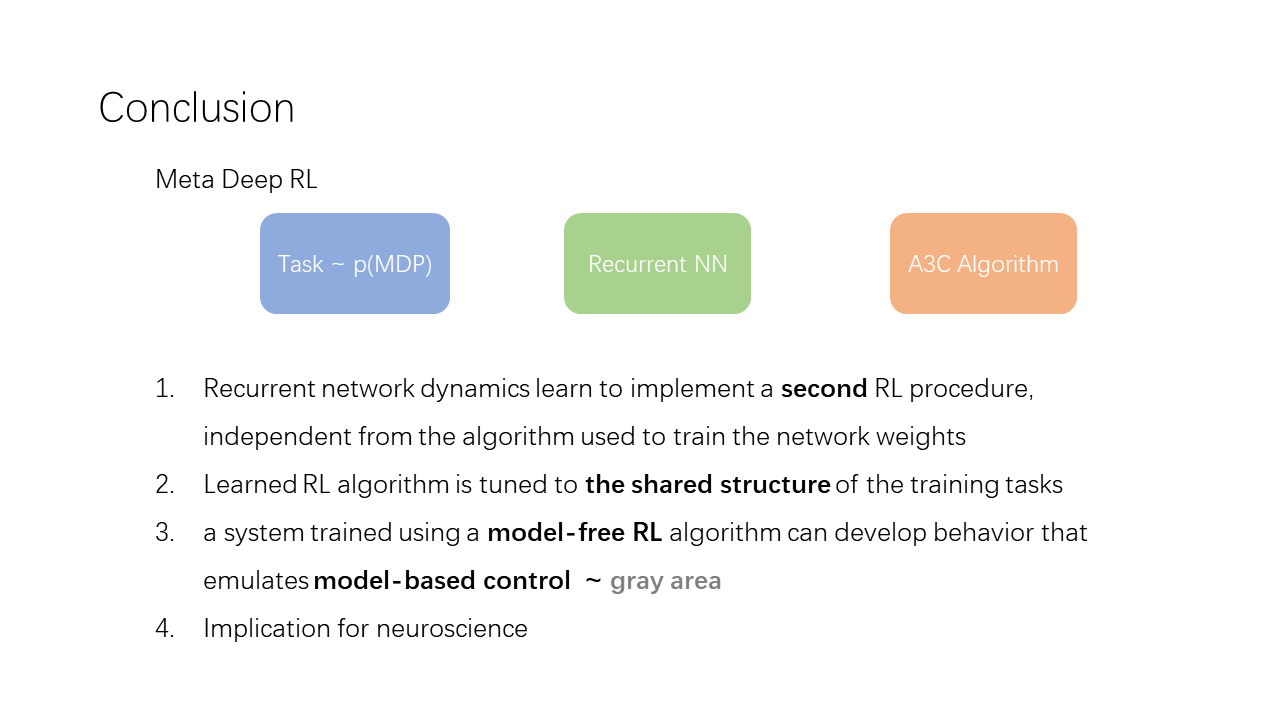 Conclusion
Meta Deep RL
Task ~ p(MDP)
Recurrent NN
A3C Algorithm
1. Recurrent network dynamics learn to implement a second RL procedure,
independent from the algorithm used to train the network weights
2. Learned RL algorithm is tuned to the shared structure of the training tasks
3. a system trained using a model-free RL algorithm can develop behavior that
emulates model-based control ~ gray area
4. Implication for neuroscience